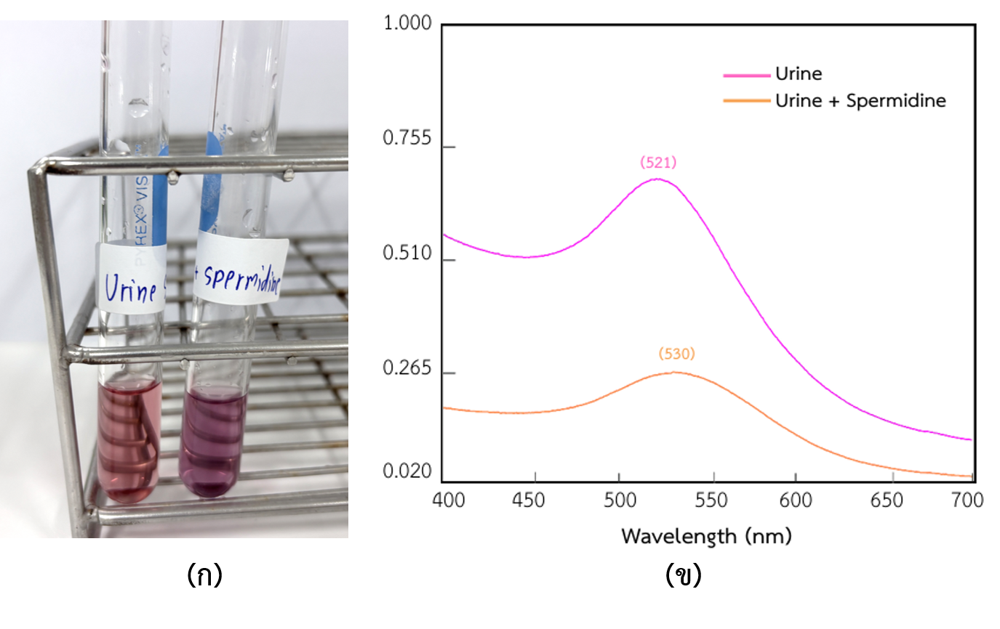 PYREX VIS
Urine
+ spermidine
(ก)
1.000
0.755
0.510
0.265
0.020
Urine
Urine + Spermidine
(521)
(530)
400 450 500 550 600 650 700
Wavelength (nm)
(ข)